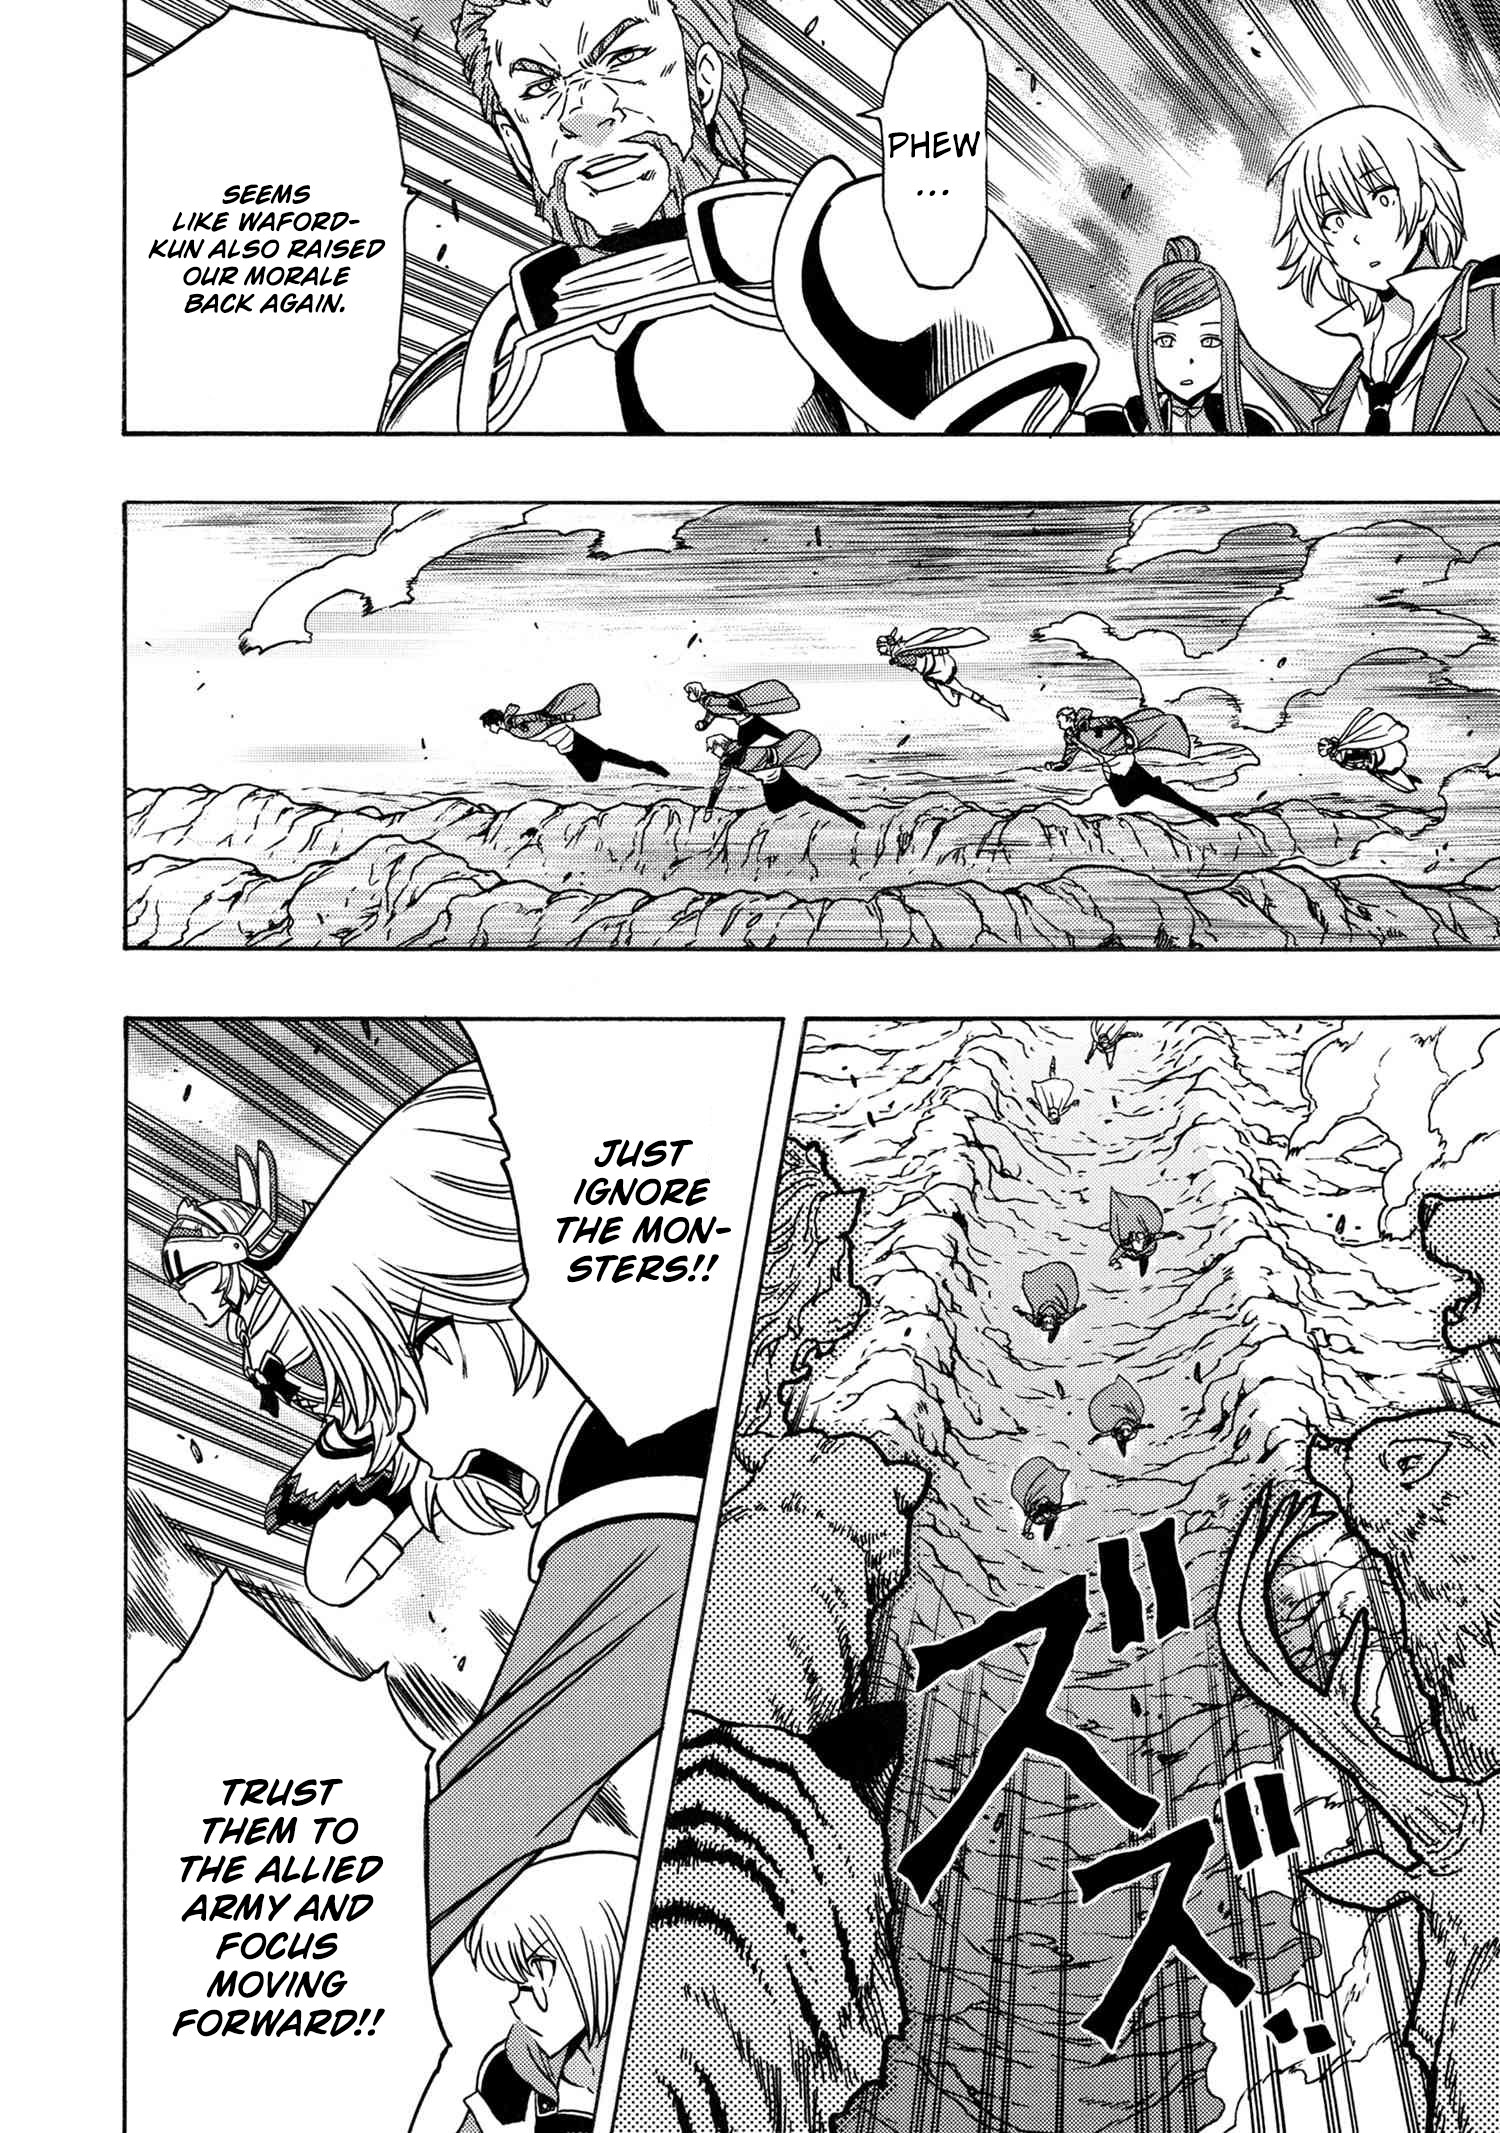 PHEW
...
SEEMS
LIKE WAFORD-
KUN ALSO RAISED
OUR MORALE
BACK AGAIN.
ズズズ
JUST
IGNORE
THE MON-
STERS!!
TRUST
THEM TO
THE ALLIED
ARMY AND
FOCUS
MOVING
FORWARD!!